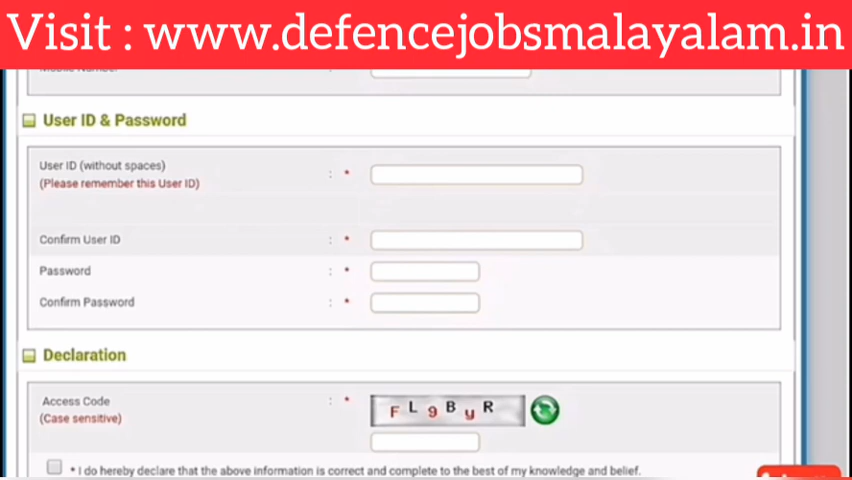 Visit : www.defencejobsmalayalam.in
Mobile Number :
User ID & Password
User ID (without spaces) : *
(Please remember this User ID)
Confirm User ID : *
Password : *
Confirm Password : *
Declaration
Access Code : *
(Case sensitive)
F L 9 B y R
* I do hereby declare that the above information is correct and complete to the best of my knowledge and belief.